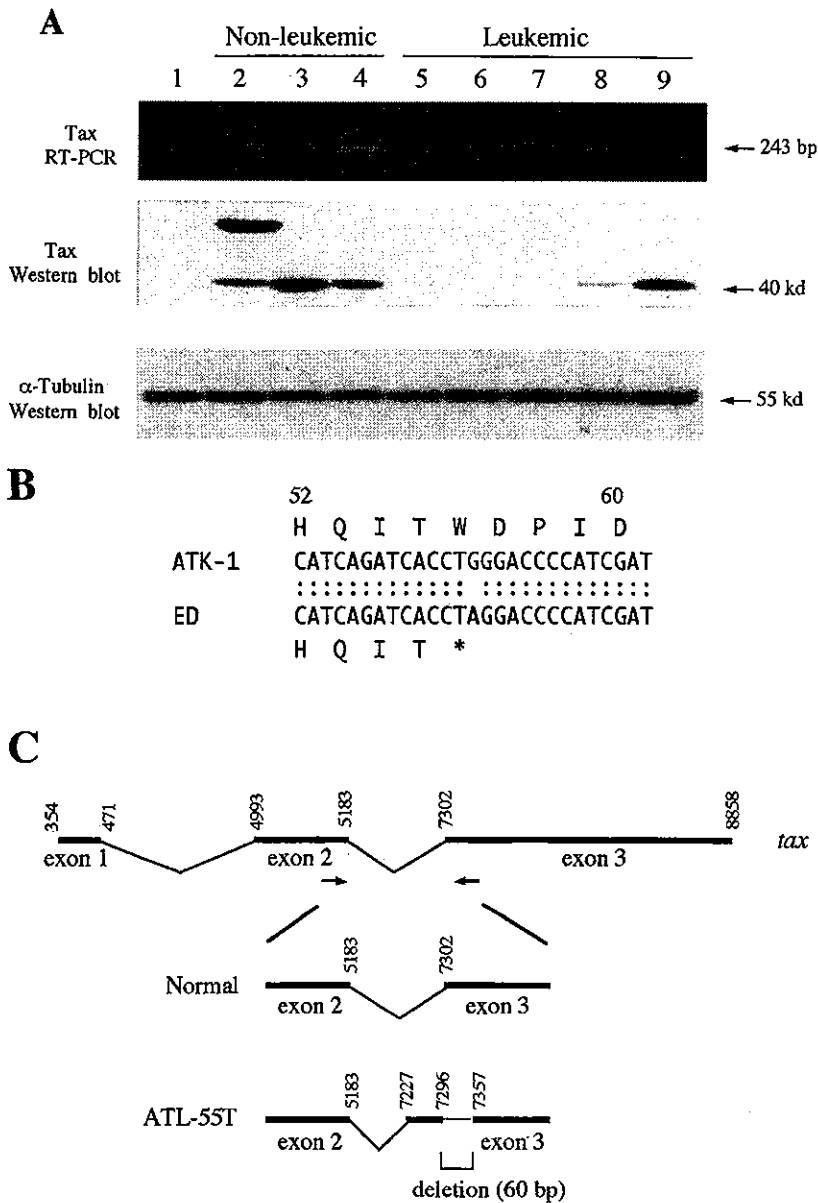 A
Non-leukemic Leukemic
1 2 3 4 5 6 7 8 9
Tax
RT-PCR
243 bp
Tax
Western blot
40 kd
α-Tubulin
Western blot
55 kd
B
52 60
H Q I T W D P I D
ATK-1 CATCAGATCACCTGGGACCCCATCGAT
:::::::::::::: :::::::::::::
ED CATCAGATCACCTAGGACCCCATCGAT
H Q I T *
C
354 471 4993 5183 7302 8858
exon 1 exon 2 exon 3 tax
5183 7302
Normal
exon 2 exon 3
5183 7227 7296 7357
ATL-55T
exon 2 exon 3
deletion (60 bp)